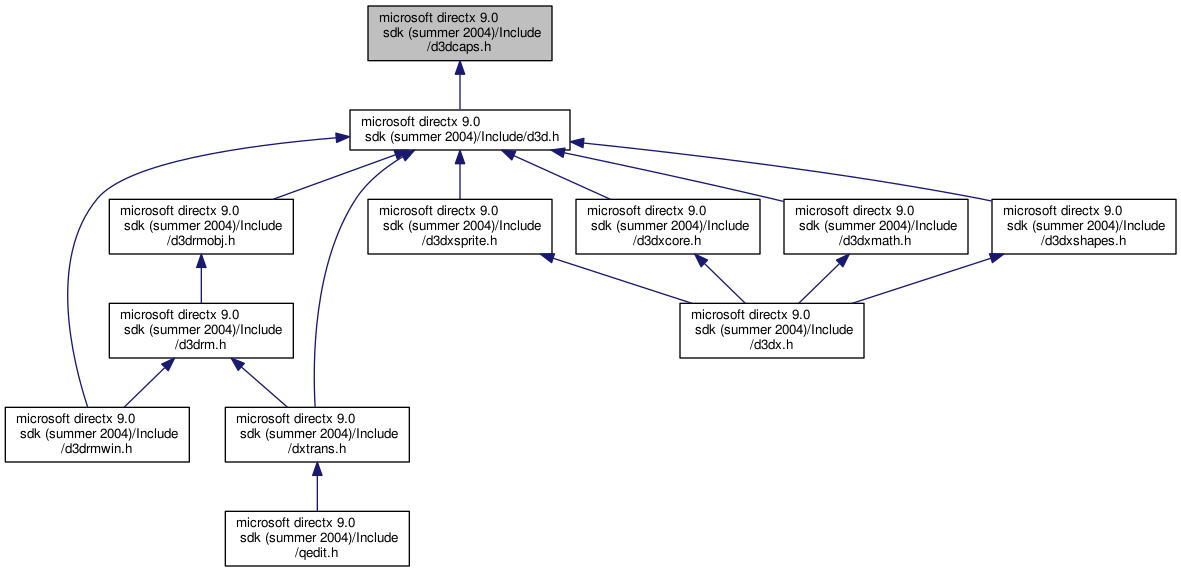 microsoft directx 9.0
sdk (summer 2004)/Include
/d3dcaps.h
microsoft directx 9.0
sdk (summer 2004)/Include/d3d.h
microsoft directx 9.0
sdk (summer 2004)/Include
/d3drmobj.h
microsoft directx 9.0
sdk (summer 2004)/Include
/d3dxsprite.h
microsoft directx 9.0
sdk (summer 2004)/Include
/d3dxcore.h
microsoft directx 9.0
sdk (summer 2004)/Include
/d3dxmath.h
microsoft directx 9.0
sdk (summer 2004)/Include
/d3dxshapes.h
microsoft directx 9.0
sdk (summer 2004)/Include
/d3drm.h
microsoft directx 9.0
sdk (summer 2004)/Include
/d3dx.h
microsoft directx 9.0
sdk (summer 2004)/Include
/d3drmwin.h
microsoft directx 9.0
sdk (summer 2004)/Include
/dxtrans.h
microsoft directx 9.0
sdk (summer 2004)/Include
/qedit.h